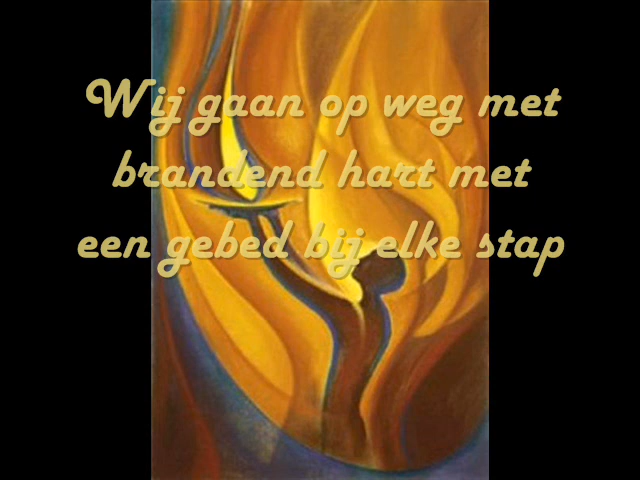 Wij gaan op weg met
brandend hart met
een gebed bij elke stap